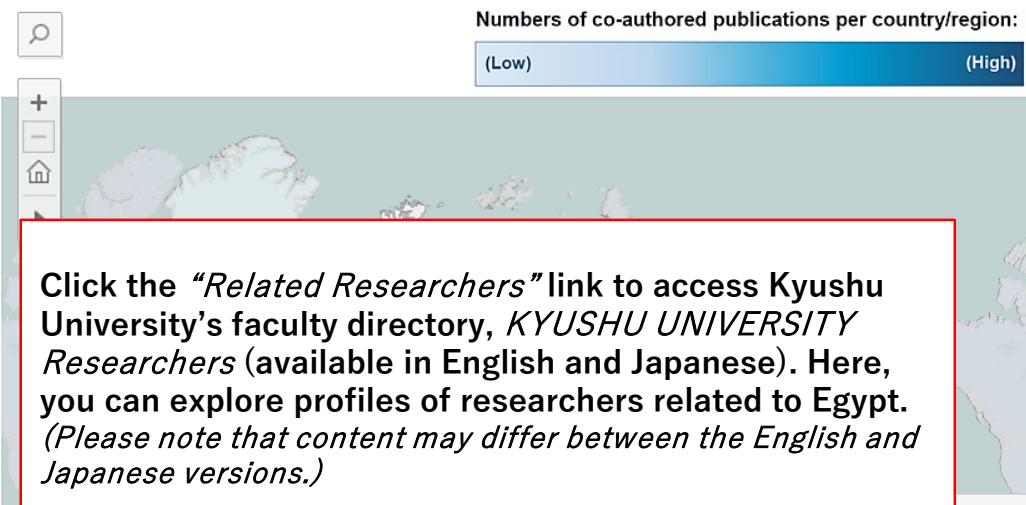 Numbers of co-authored publications per country/region:
(Low) (High)
Click the “Related Researchers” link to access Kyushu
University’s faculty directory, KYUSHU UNIVERSITY
Researchers (available in English and Japanese). Here,
you can explore profiles of researchers related to Egypt.
(Please note that content may differ between the English and
Japanese versions.)